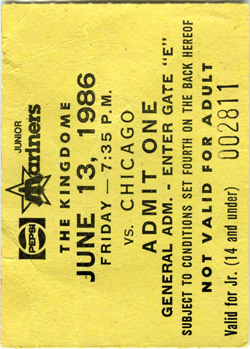 JUNIOR
Mariners
PEPSI
THE KINGDOME
JUNE 13, 1986
FRIDAY — 7:35 P.M.
vs. CHICAGO
ADMIT ONE
GENERAL ADM. - ENTER GATE "E"
SUBJECT TO CONDITIONS SET FOURTH ON THE BACK HEREOF
NOT VALID FOR ADULT
Valid for Jr. (14 and under)
002811